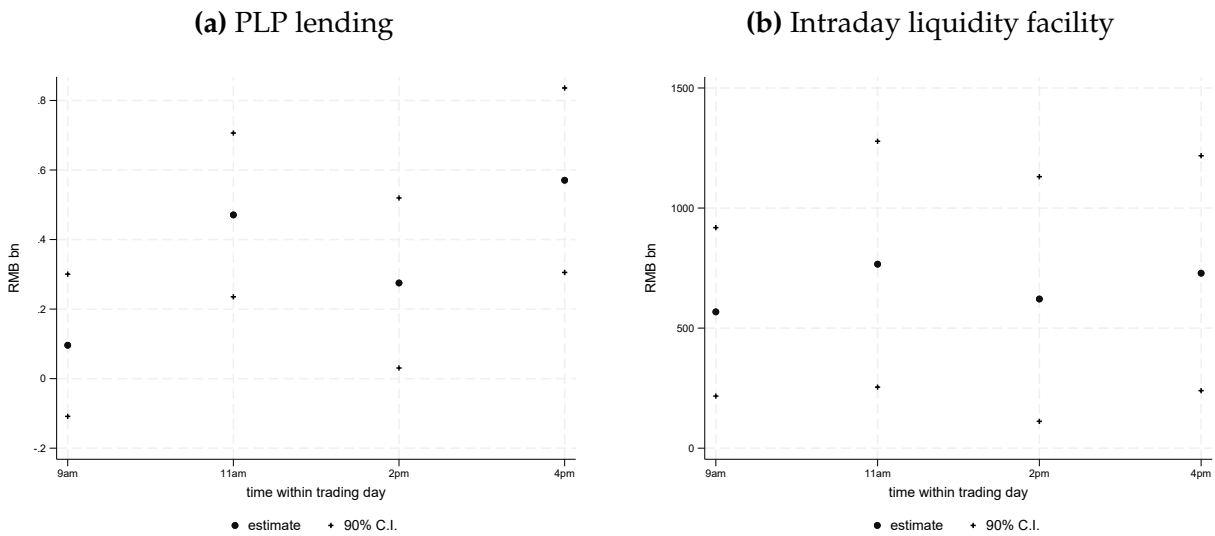 (a) PLP lending
.8
.6
.4
.2
0
-.2
RMB bn
9am 11am 2pm 4pm
time within trading day
estimate 90% C.I.
(b) Intraday liquidity facility
1500
1000
500
0
RMB bn
9am 11am 2pm 4pm
time within trading day
estimate 90% C.I.